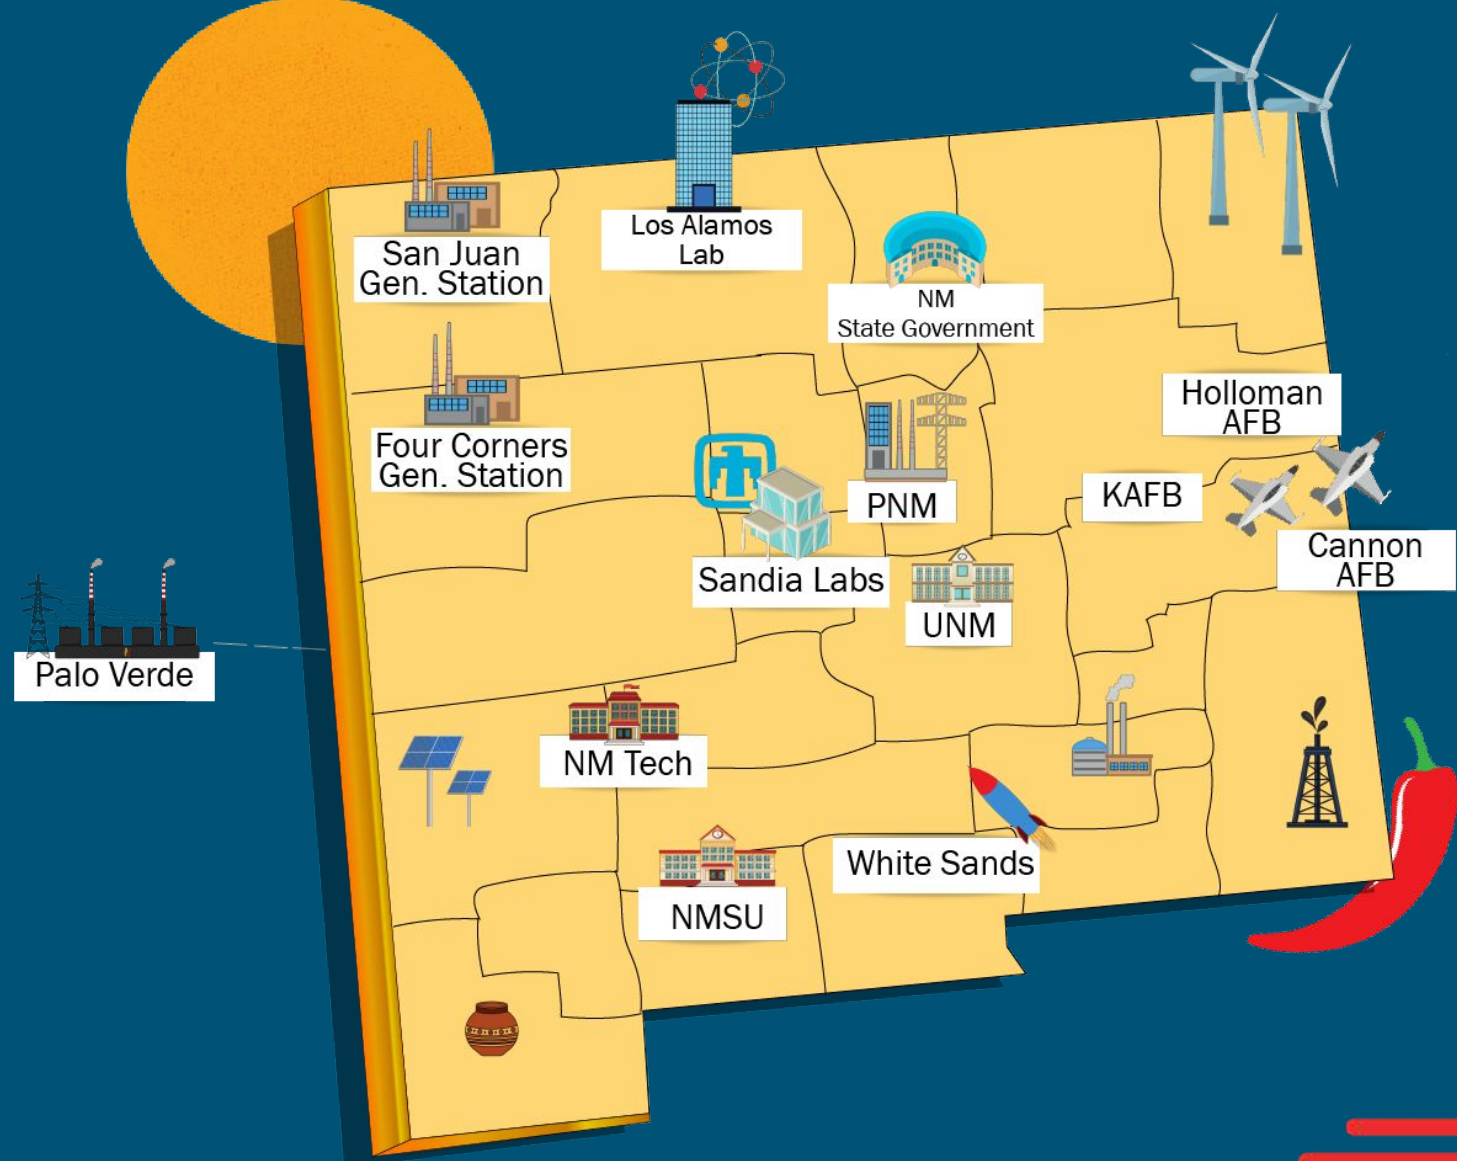 San Juan
Gen. Station
Los Alamos
Lab
NM
State Government
Four Corners
Gen. Station
Holloman
AFB
KAFB
PNM
Cannon
AFB
Sandia Labs
UNM
Palo Verde
NM Tech
White Sands
NMSU